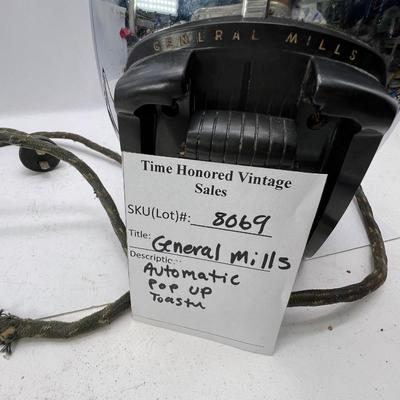 GENERAL MILLS
Time Honored Vintage
Sales
SKU(Lot)#: 8069
Title: General Mills
Description:
Automatic
Pop up
Toastu